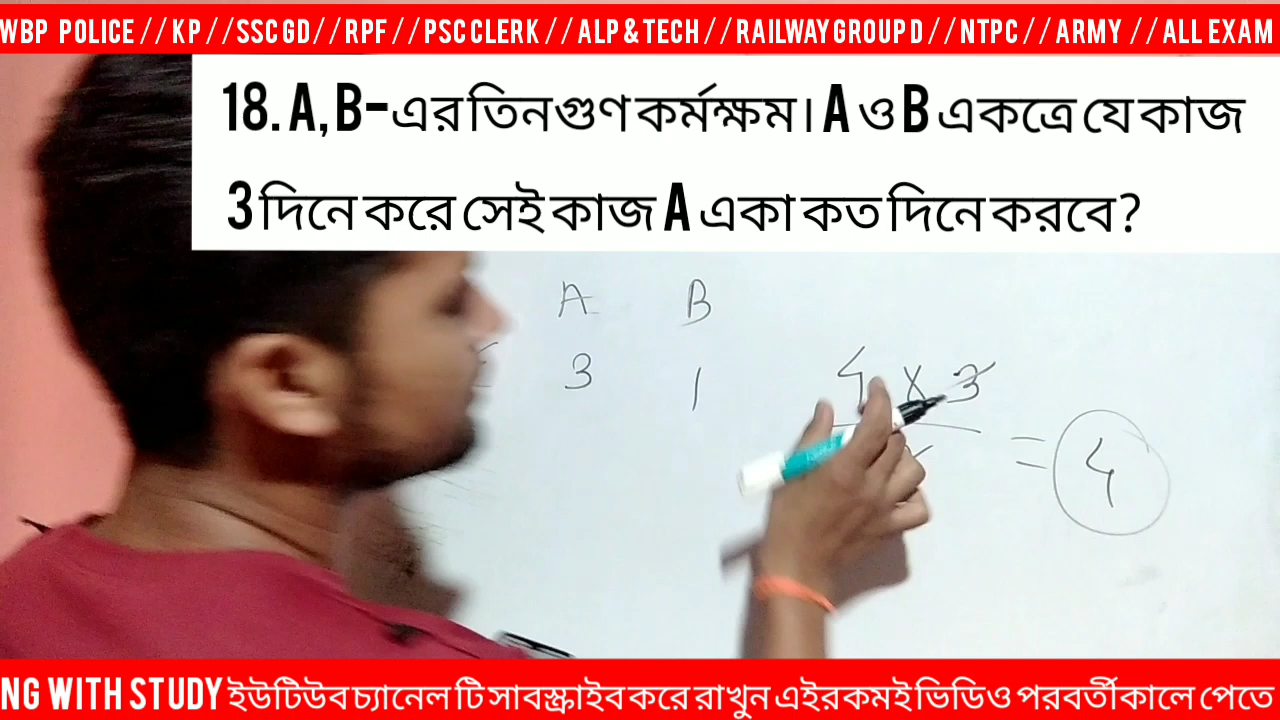 WBP POLICE // KP // SSC GD // RPF // PSC CLERK // ALP & TECH // RAILWAY GROUP D // NTPC // ARMY // ALL EXAM
18. A, B-এর তিনগুণ কর্মক্ষম। A ও B একত্রে যে কাজ
3 দিনে করে সেই কাজ A একা কত দিনে করবে?
A B
3 1
4 X 3
= 4
NG WITH STUDY ইউটিউব চ্যানেল টি সাবস্ক্রাইব করে রাখুন এইরকমই ভিডিও পরবর্তীকালে পেতে